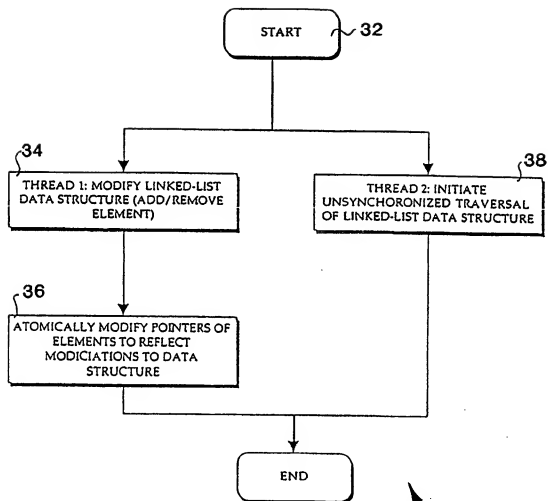 START
32
34
THREAD 1: MODIFY LINKED-LIST
DATA STRUCTURE (ADD/REMOVE
ELEMENT)
38
THREAD 2: INITIATE
UNSYNCHORONIZED TRAVERSAL
OF LINKED-LIST DATA STRUCTURE
36
ATOMICALLY MODIFY POINTERS OF
ELEMENTS TO REFLECT
MODICIATIONS TO DATA
STRUCTURE
END